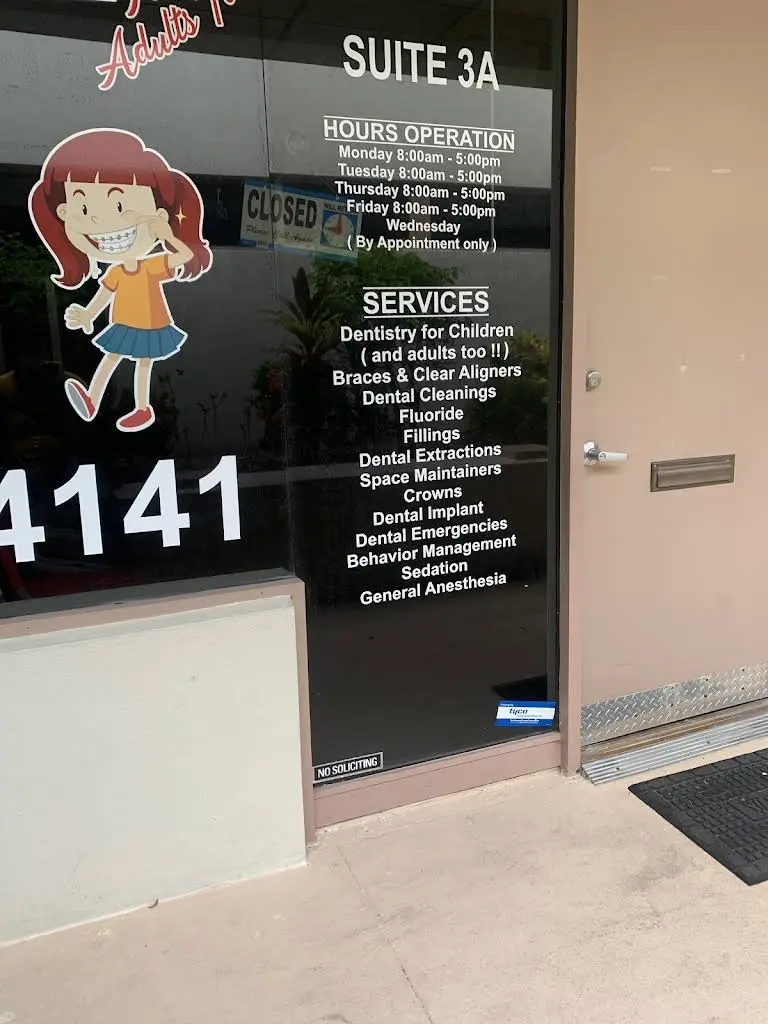 Adults
SUITE 3A
HOURS OPERATION
Monday 8:00am - 5:00pm
Tuesday 8:00am - 5:00pm
Thursday 8:00am - 5:00pm
Friday 8:00am - 5:00pm
Wednesday
( By Appointment only )
CLOSED
Please Call Again
SERVICES
Dentistry for Children
( and adults too !! )
Braces & Clear Aligners
Dental Cleanings
Fluoride
Fillings
Dental Extractions
Space Maintainers
Crowns
Dental Implant
Dental Emergencies
Behavior Management
Sedation
General Anesthesia
4141
tyco
NO SOLICITING